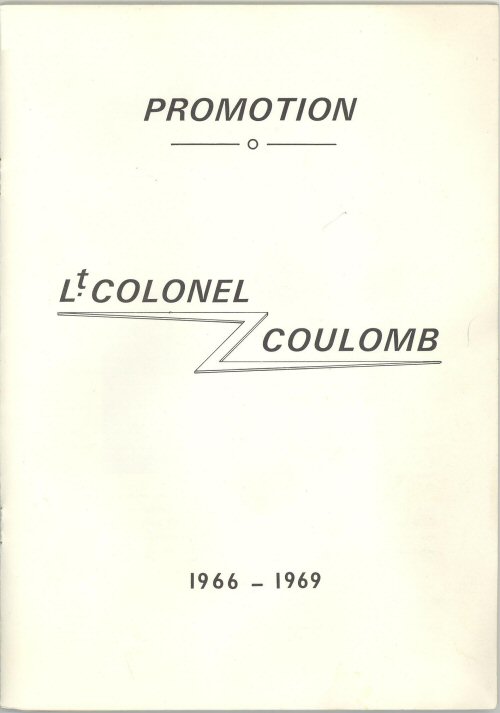 PROMOTION
Lt. COLONEL
COULOMB
1966 - 1969